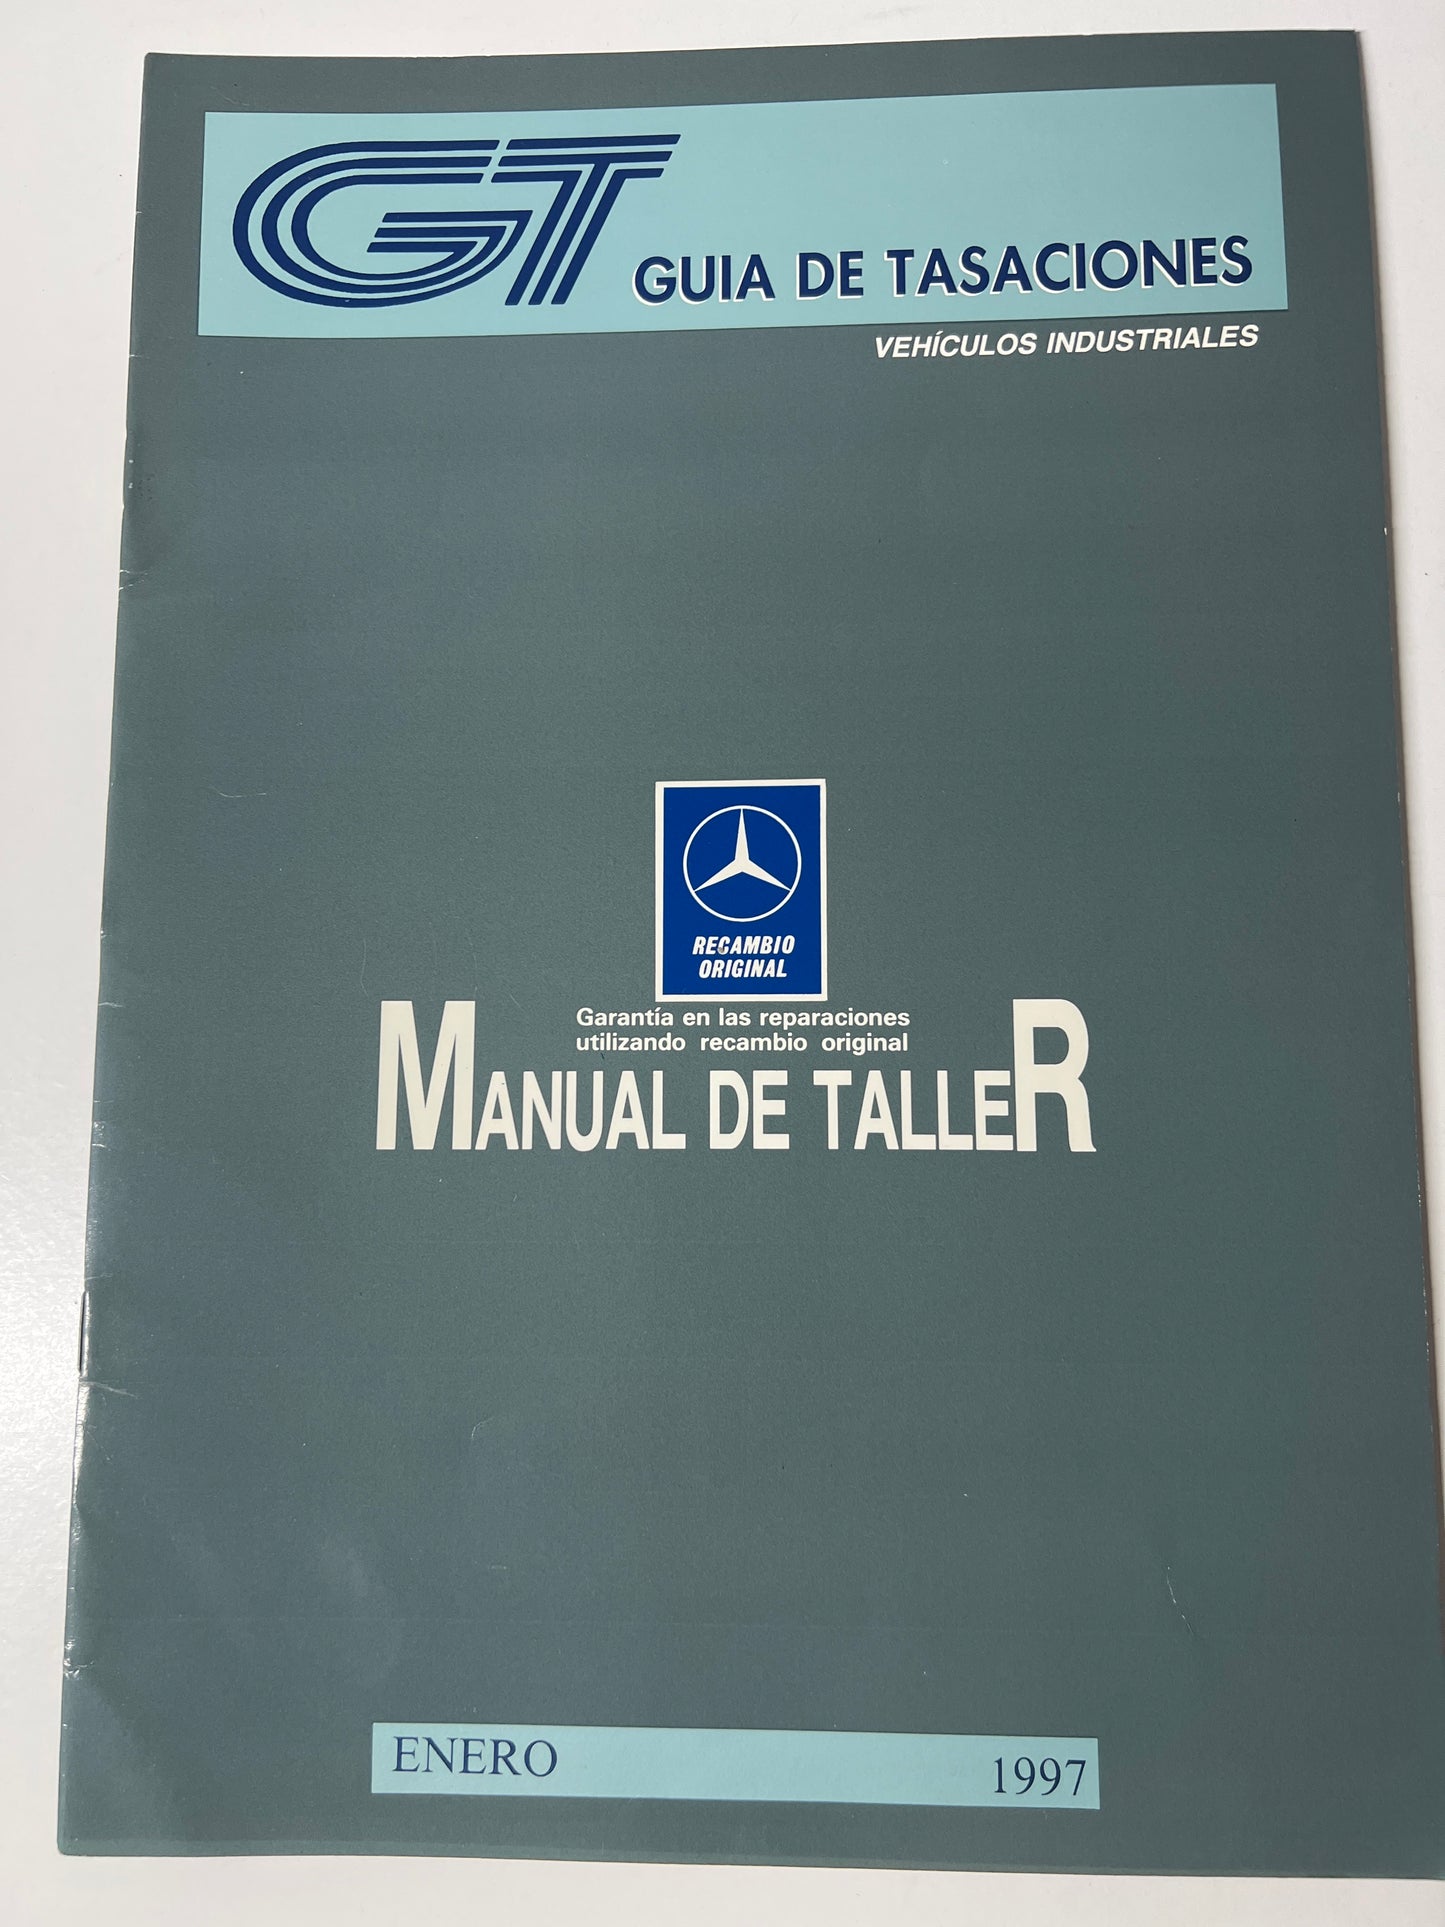 GT GUIA DE TASACIONES
VEHÍCULOS INDUSTRIALES
RECAMBIO
ORIGINAL
Garantía en las reparaciones
utilizando recambio original
MANUAL DE TALLER
ENERO 1997